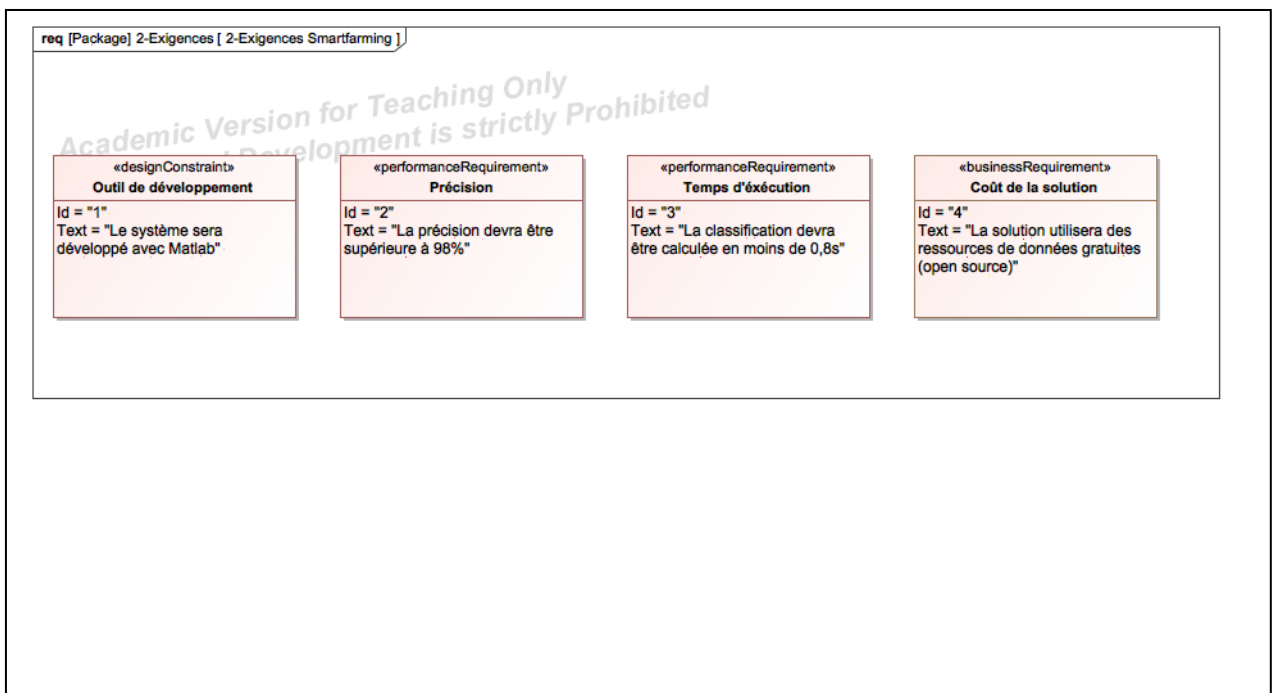 req [Package] 2-Exigences [ 2-Exigences Smartfarming ]
Academic Version for Teaching Only
Development is strictly Prohibited
«designConstraint»
Outil de développement
Id = "1"
Text = "Le système sera
développé avec Matlab"
«performanceRequirement»
Précision
Id = "2"
Text = "La précision devra être
supérieure à 98%"
«performanceRequirement»
Temps d'éxécution
Id = "3"
Text = "La classification devra
être calculée en moins de 0,8s"
«businessRequirement»
Coût de la solution
Id = "4"
Text = "La solution utilisera des
ressources de données gratuites
(open source)"